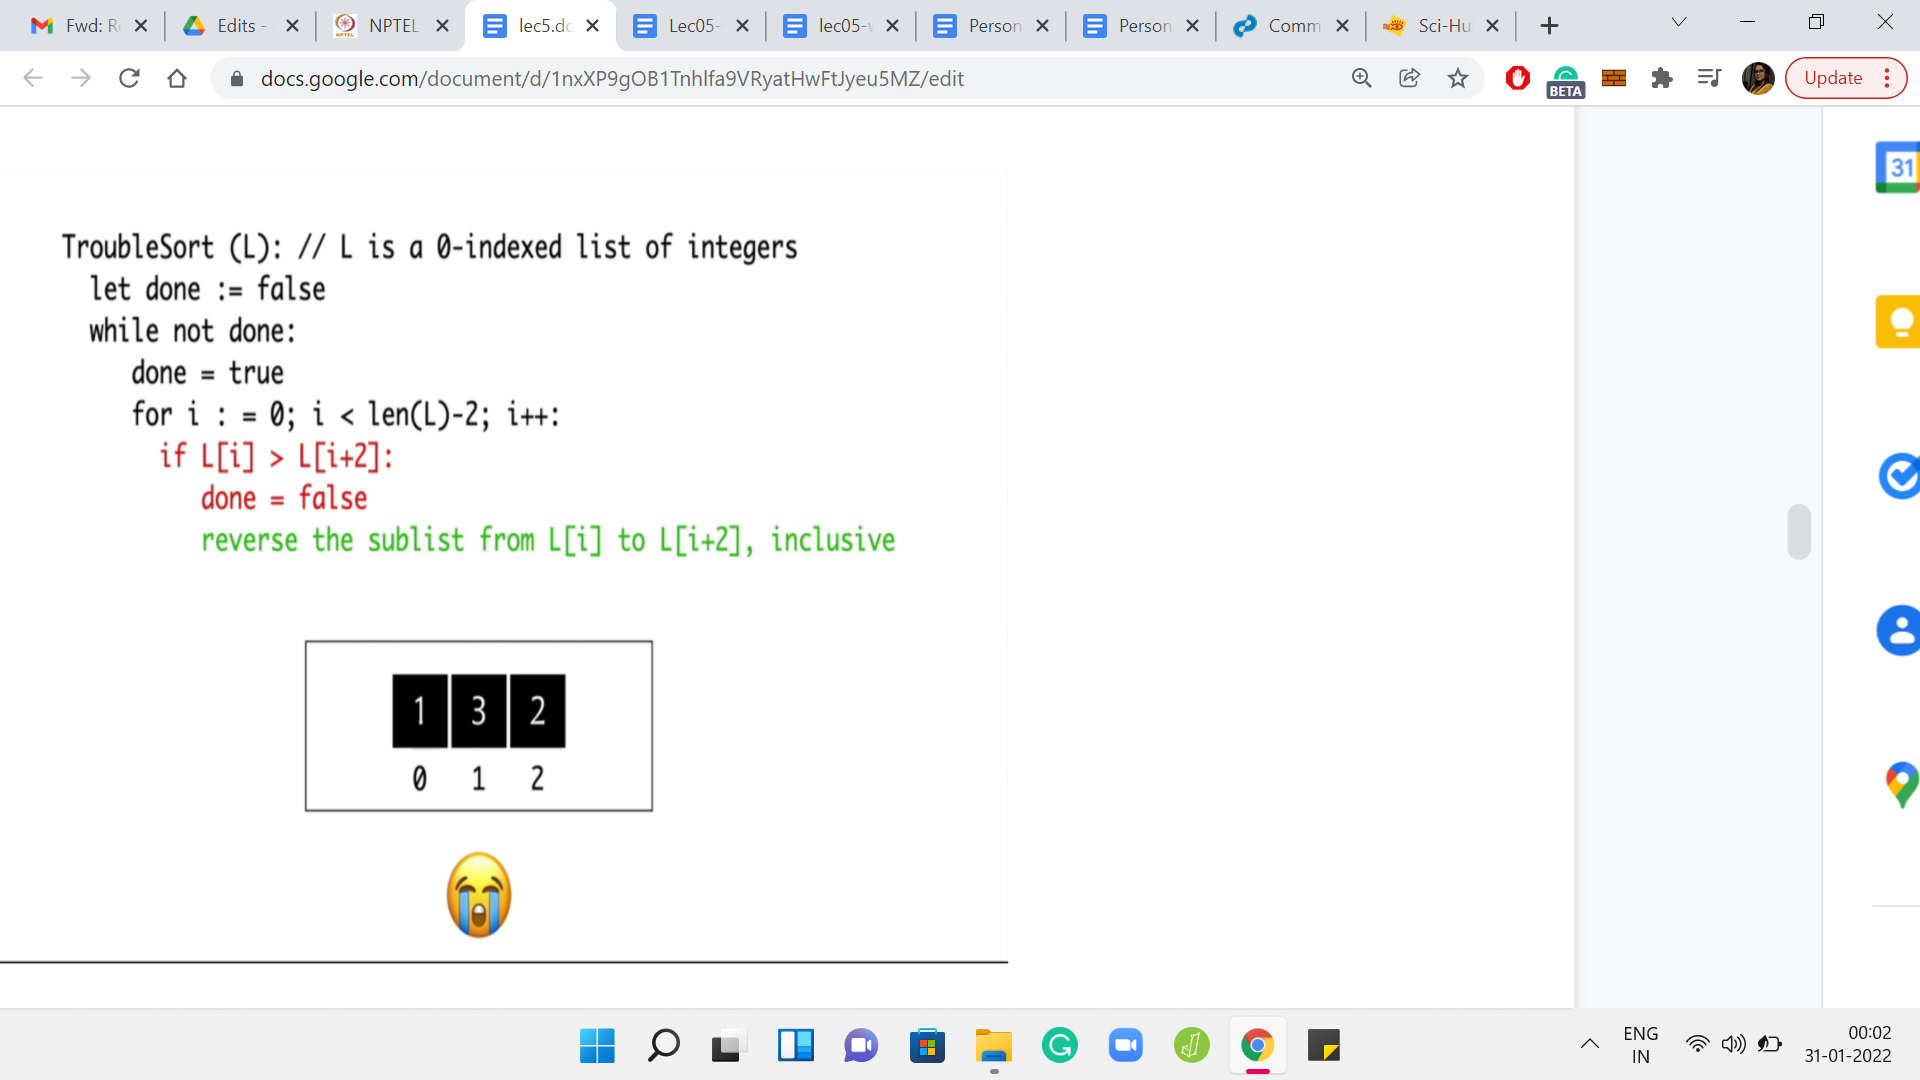 Fwd: Re
Edits -
NPTEL
lec5.dc
Lec05-
lec05-v
Person
Person
Comm
Sci-Hu
docs.google.com/document/d/1nxXP9gOB1Tnhlfa9VRyatHwFtJyeu5MZ/edit
BETA
Update
31
TroubleSort (L): // L is a 0-indexed list of integers
let done := false
while not done:
done = true
for i : = 0; i < len(L)-2; i++:
if L[i] > L[i+2]:
done = false
reverse the sublist from L[i] to L[i+2], inclusive
1 3 2
0 1 2
ENG
IN
00:02
31-01-2022